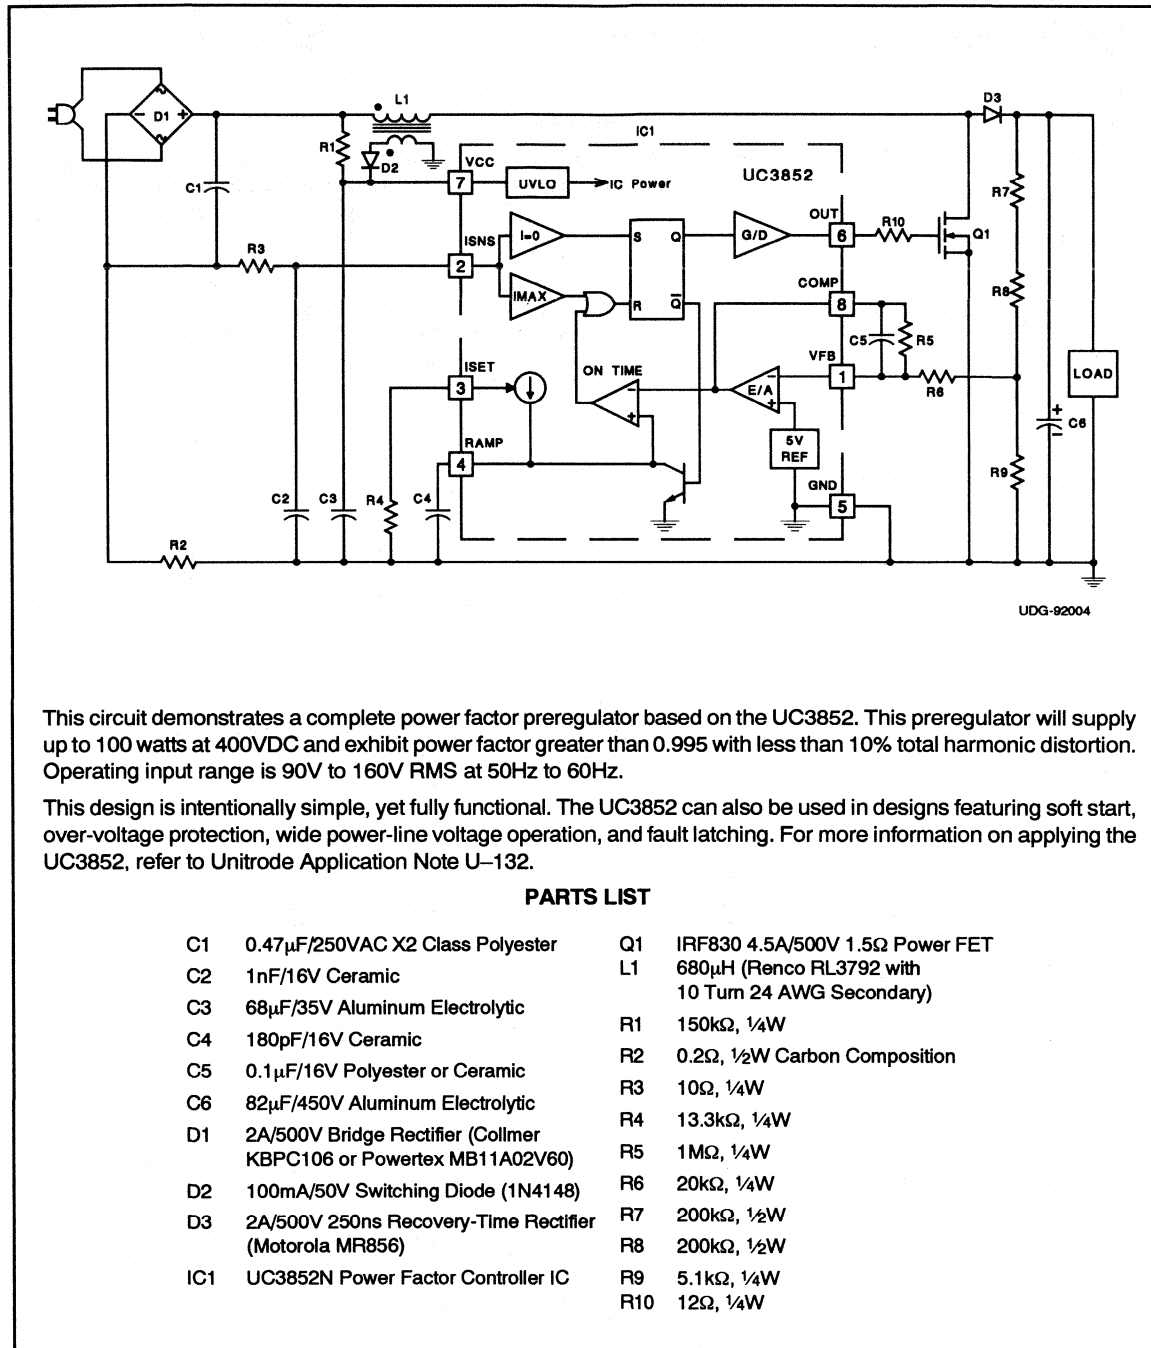 L1
D3
D1
− +
R1
IC1
D2
VCC
UC3852
C1
7
UVLO
IC Power
R7
OUT
ISNS
I=0
S Q
G/D
6
R10
Q1
R3
2
COMP
IMAX
R Q̅
8
R8
C5
R5
ISET
ON TIME
VFB
3
−
E/A
−
1
R6
LOAD
+
+
5V
REF
+
−
C6
RAMP
4
GND
R9
C2
C3
R4
C4
5
R2
UDG-92004
This circuit demonstrates a complete power factor preregulator based on the UC3852. This preregulator will supply
up to 100 watts at 400VDC and exhibit power factor greater than 0.995 with less than 10% total harmonic distortion.
Operating input range is 90V to 160V RMS at 50Hz to 60Hz.
This design is intentionally simple, yet fully functional. The UC3852 can also be used in designs featuring soft start,
over-voltage protection, wide power-line voltage operation, and fault latching. For more information on applying the
UC3852, refer to Unitrode Application Note U–132.
PARTS LIST
C1 0.47µF/250VAC X2 Class Polyester
C2 1nF/16V Ceramic
C3 68µF/35V Aluminum Electrolytic
C4 180pF/16V Ceramic
C5 0.1µF/16V Polyester or Ceramic
C6 82µF/450V Aluminum Electrolytic
D1 2A/500V Bridge Rectifier (Collmer
KBPC106 or Powertex MB11A02V60)
D2 100mA/50V Switching Diode (1N4148)
D3 2A/500V 250ns Recovery-Time Rectifier
(Motorola MR856)
IC1 UC3852N Power Factor Controller IC
Q1 IRF830 4.5A/500V 1.5Ω Power FET
L1 680µH (Renco RL3792 with
10 Turn 24 AWG Secondary)
R1 150kΩ, ¼W
R2 0.2Ω, ½W Carbon Composition
R3 10Ω, ¼W
R4 13.3kΩ, ¼W
R5 1MΩ, ¼W
R6 20kΩ, ¼W
R7 200kΩ, ½W
R8 200kΩ, ½W
R9 5.1kΩ, ¼W
R10 12Ω, ¼W